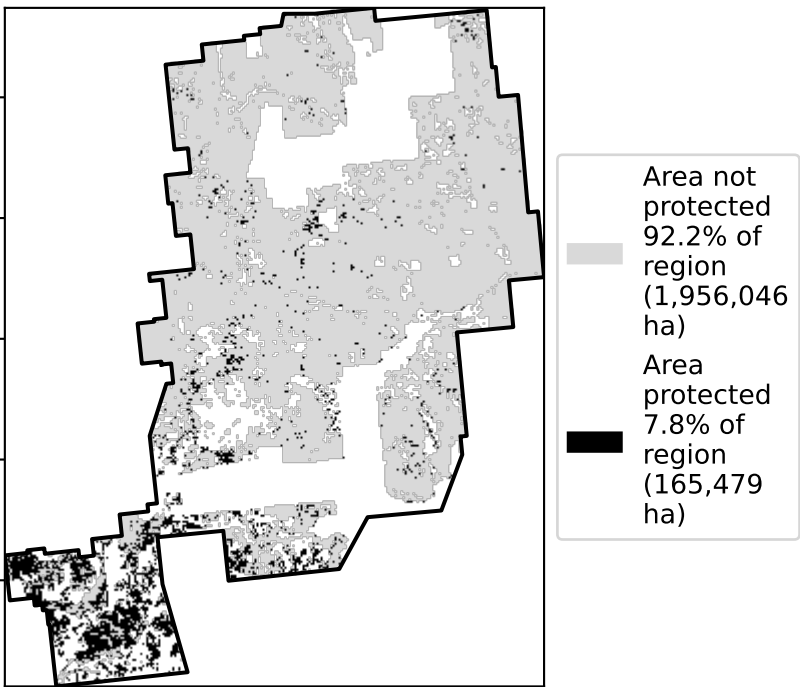 Area not
protected
92.2% of
region
(1,956,046
ha)
Area
protected
7.8% of
region
(165,479
ha)